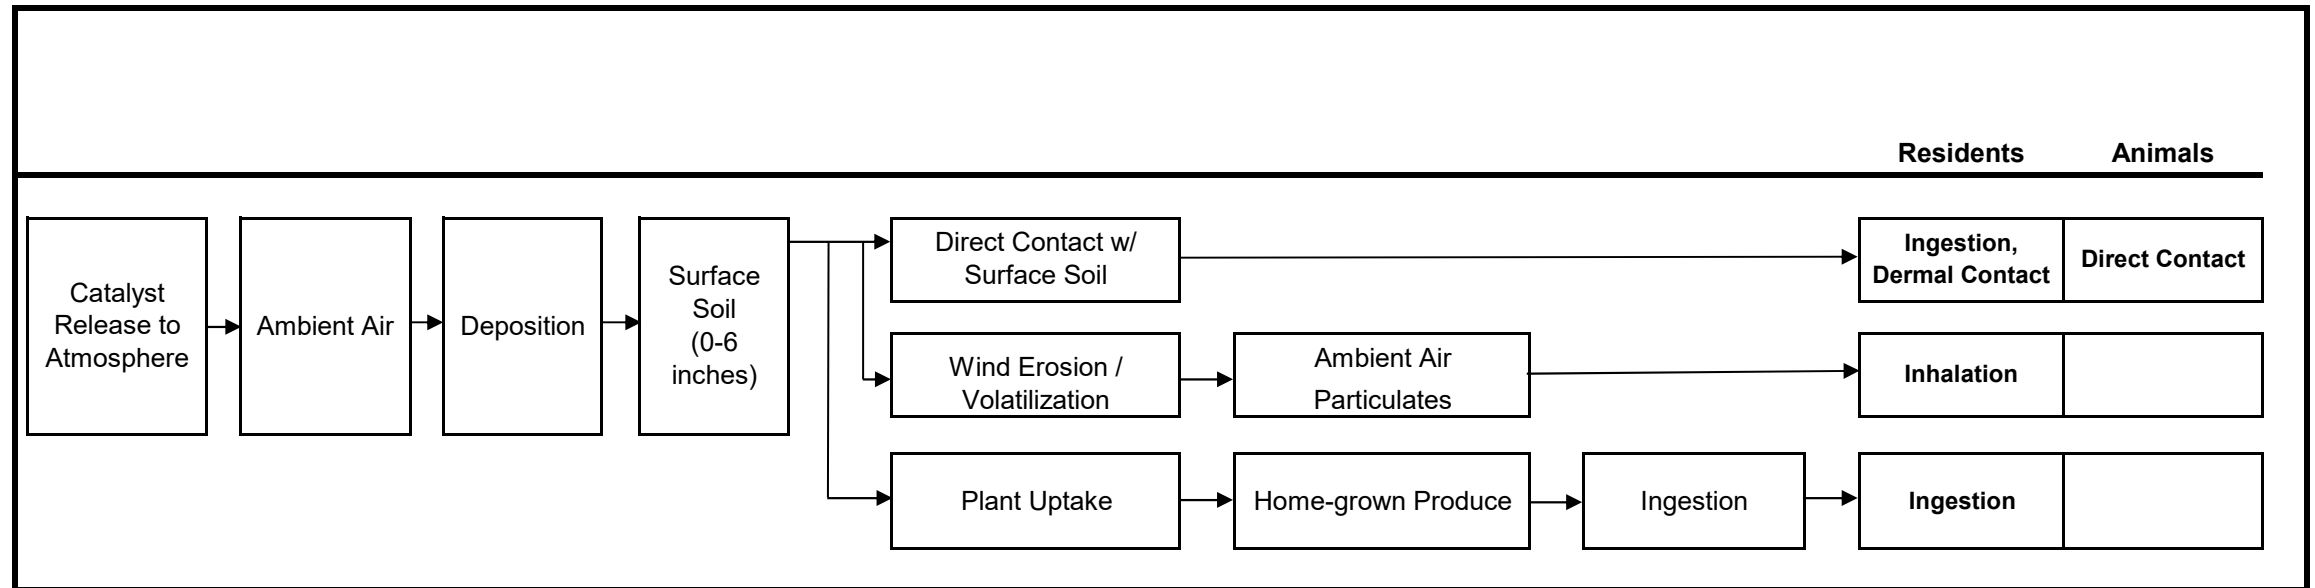 Residents
Animals
Catalyst
Release to
Atmosphere
Ambient Air
Deposition
Surface
Soil
(0-6
inches)
Direct Contact w/
Surface Soil
Ingestion,
Dermal Contact
Direct Contact
Wind Erosion /
Volatilization
Ambient Air
Particulates
Inhalation
Plant Uptake
Home-grown Produce
Ingestion
Ingestion